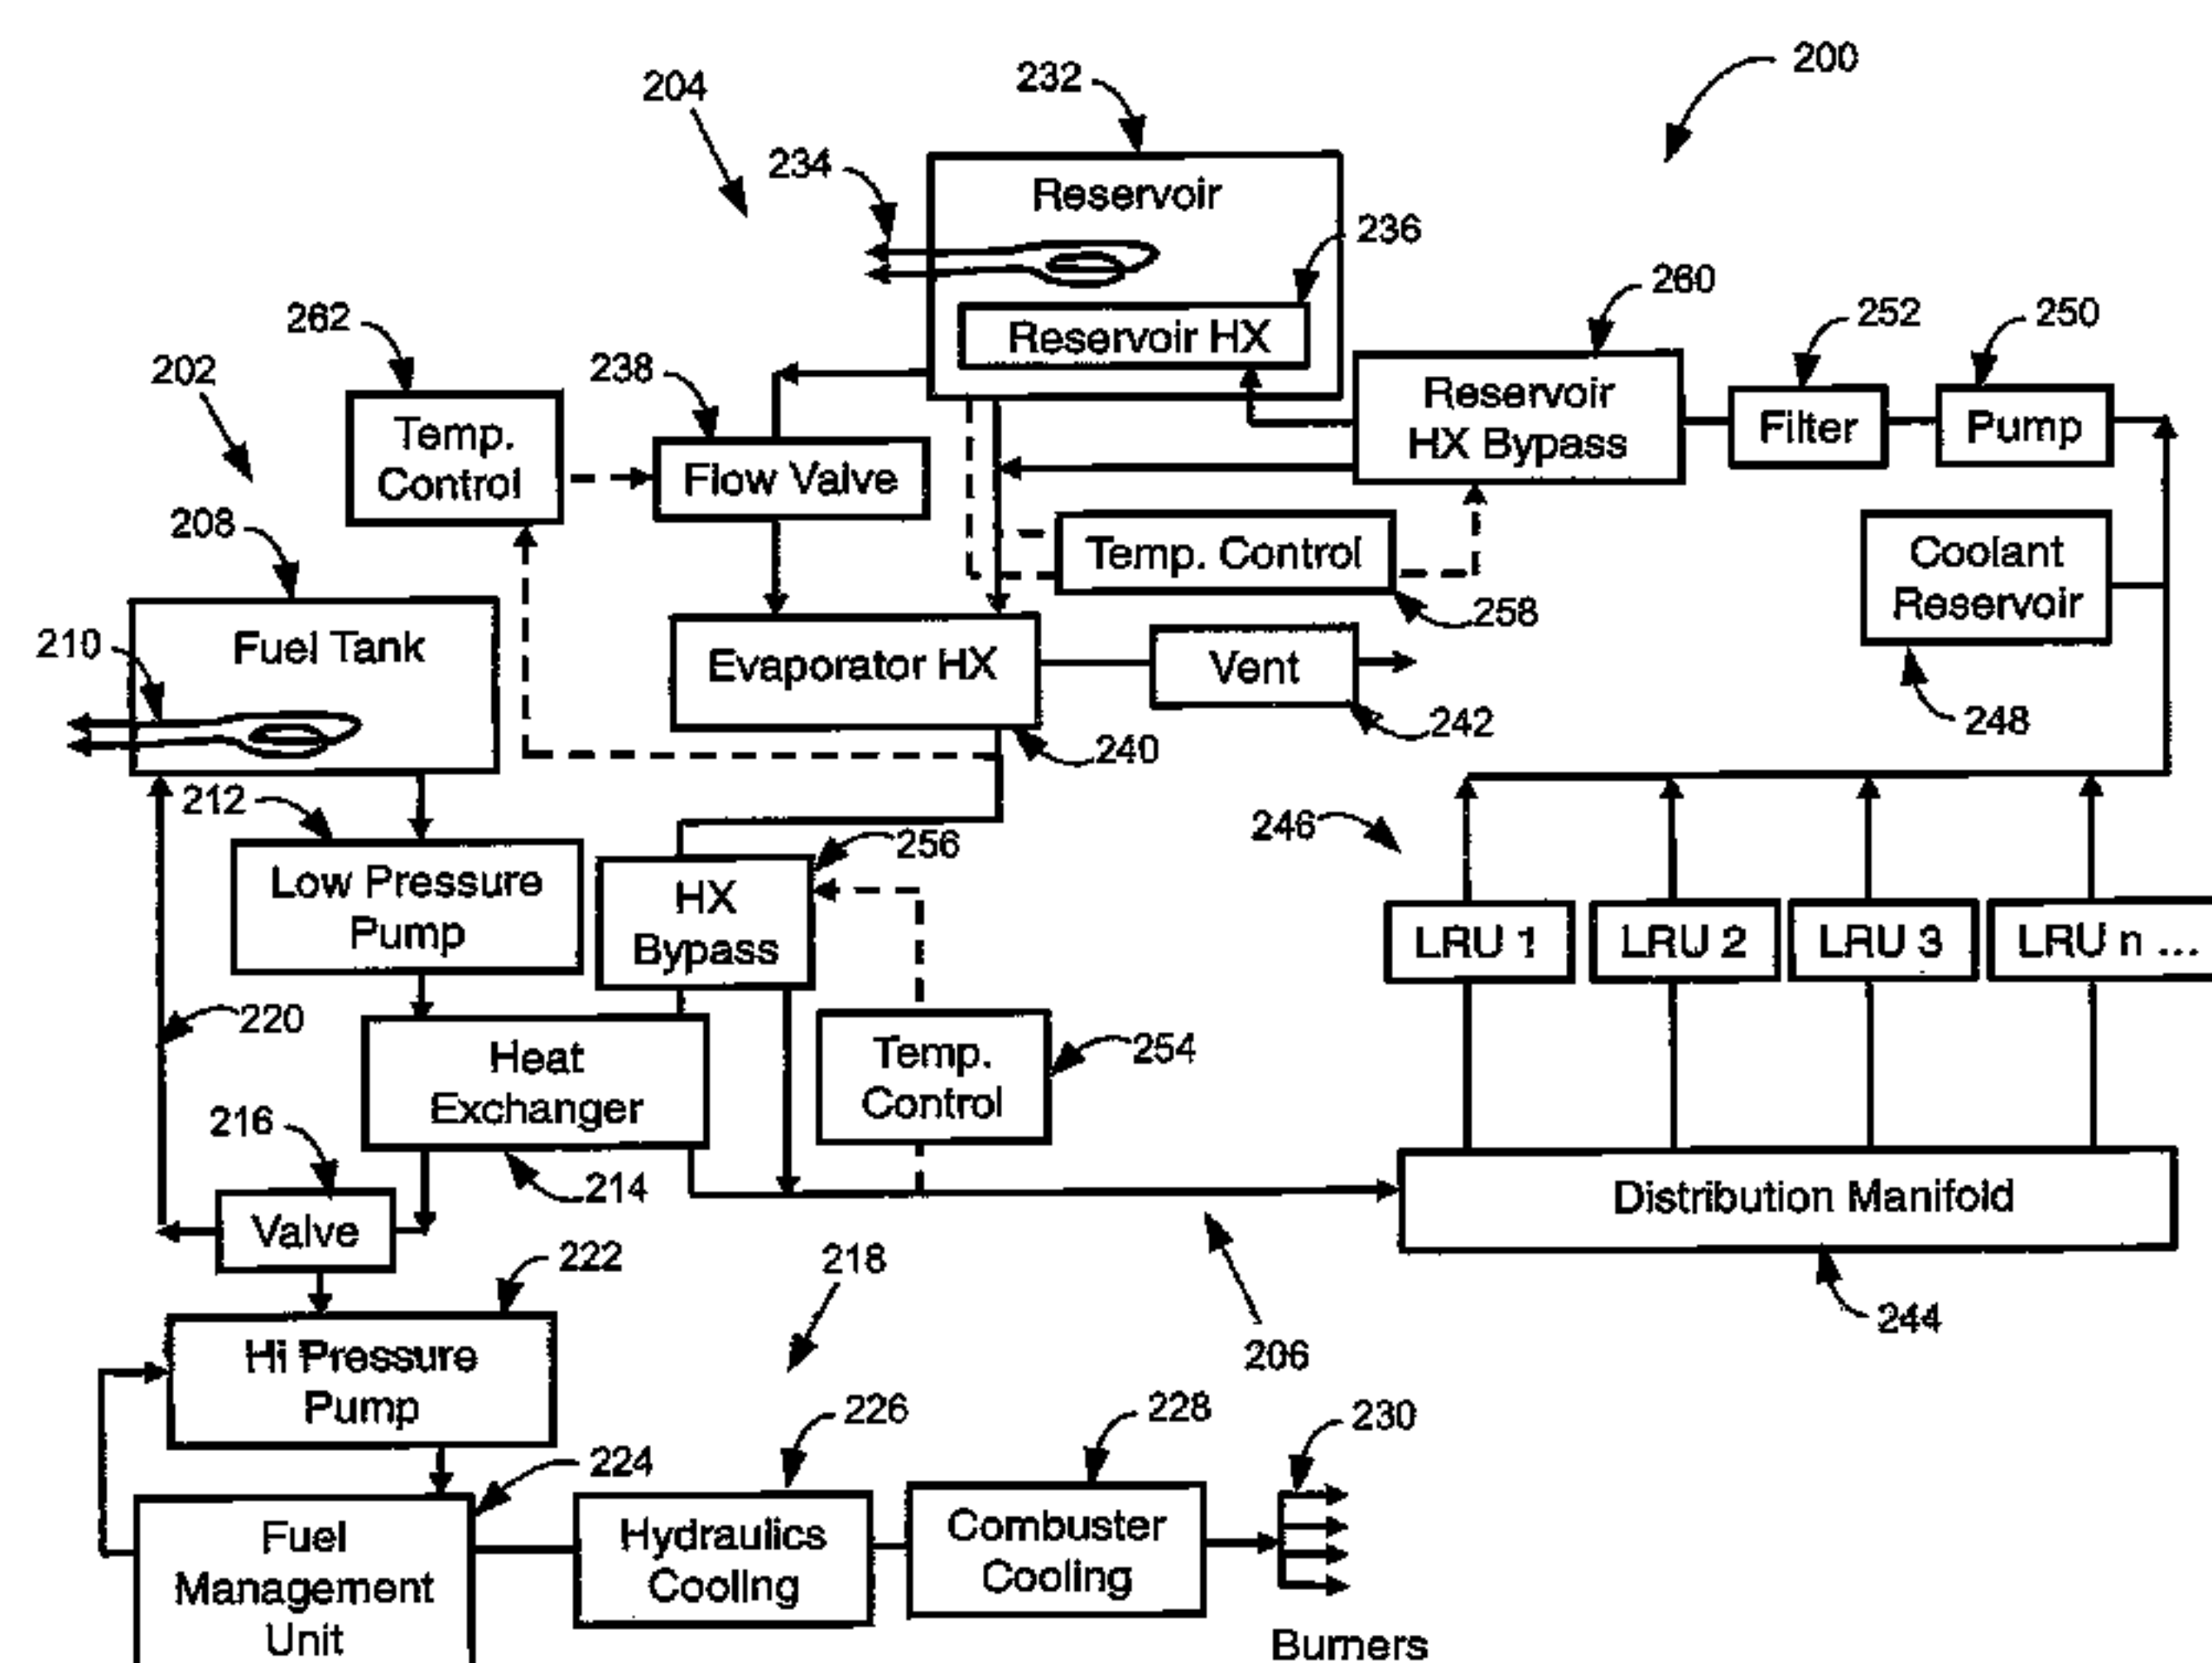 200
204
232
234
Reservoir
236
Reservoir HX
260
252
250
262
238
202
Temp.
Control
Flow Valve
Reservoir
HX Bypass
Filter
Pump
208
Temp. Control
258
Coolant
Reservoir
248
210
Fuel Tank
Evaporator HX
Vent
242
240
212
Low Pressure
Pump
256
HX
Bypass
246
LRU 1
LRU 2
LRU 3
LRU n ...
220
Heat
Exchanger
Temp.
Control
254
216
214
Valve
Distribution Manifold
244
222
218
206
Hi Pressure
Pump
224
226
228
230
Fuel
Management
Unit
Hydraulics
Cooling
Combuster
Cooling
Burners